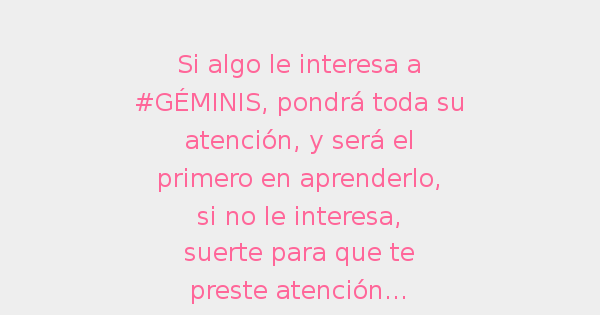 Si algo le interesa a
#GÉMINIS, pondrá toda su
atención, y será el
primero en aprenderlo,
si no le interesa,
suerte para que te
preste atención...